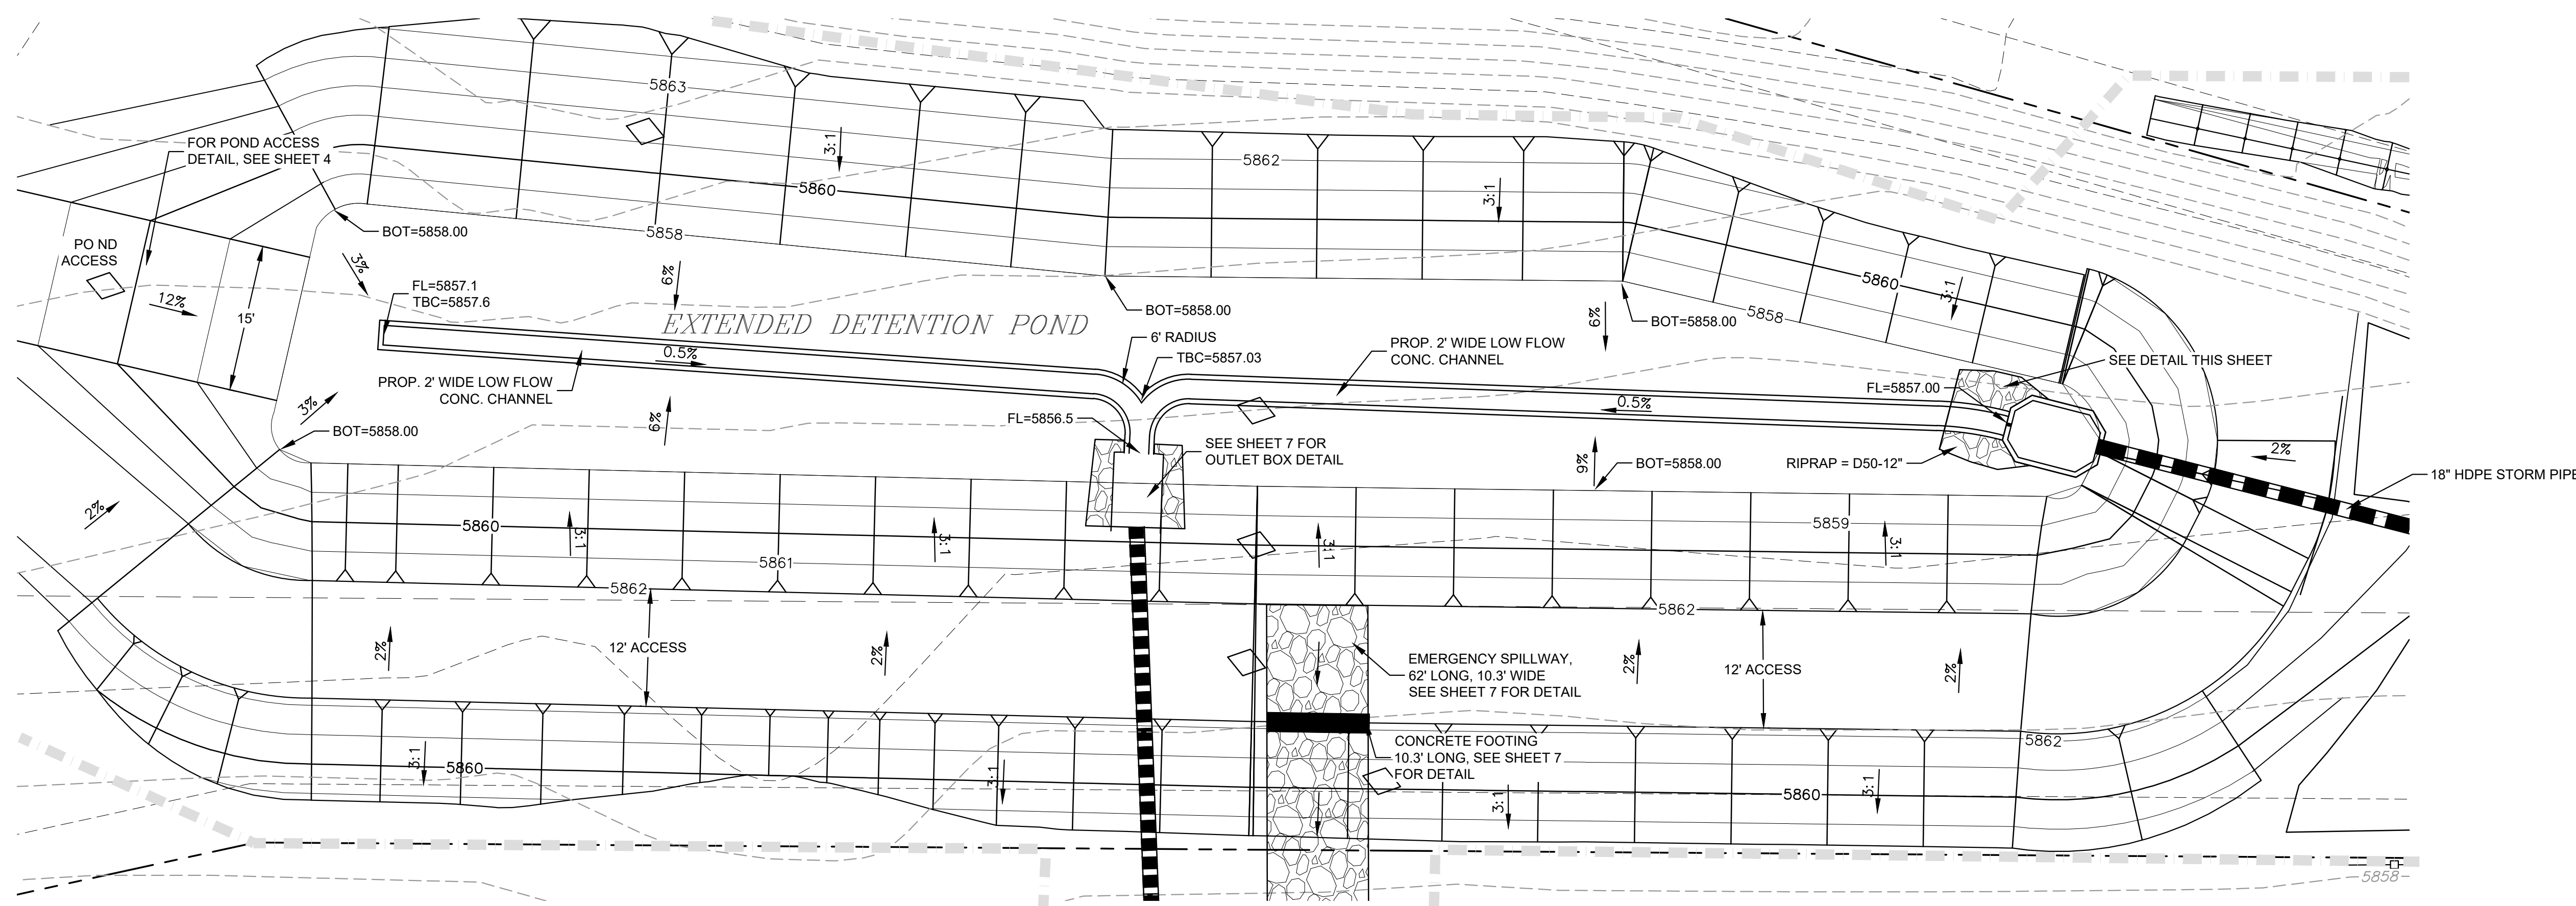 5863
FOR POND ACCESS
DETAIL, SEE SHEET 4
3:1
5862
5860
3:1
5858
BOT=5858.00
PO ND
ACCESS
3%
6%
FL=5857.1
TBC=5857.6
12%
15'
EXTENDED DETENTION POND
BOT=5858.00
6%
BOT=5858.00
5858
5860
3:1
6' RADIUS
TBC=5857.03
PROP. 2' WIDE LOW FLOW
CONC. CHANNEL
0.5%
PROP. 2' WIDE LOW FLOW
CONC. CHANNEL
SEE DETAIL THIS SHEET
FL=5857.00
0.5%
3%
6%
FL=5856.5
BOT=5858.00
SEE SHEET 7 FOR
OUTLET BOX DETAIL
6%
BOT=5858.00
RIPRAP = D50-12"
2%
18" HDPE STORM PIPE
2%
5860
3:1
3:1
3:1
5859
3:1
5861
5862
5862
12' ACCESS
2%
2%
EMERGENCY SPILLWAY,
62' LONG, 10.3' WIDE
SEE SHEET 7 FOR DETAIL
2%
12' ACCESS
2%
CONCRETE FOOTING
10.3' LONG, SEE SHEET 7
FOR DETAIL
5862
3:1
5860
3:1
3:1
5860
3:1
5858